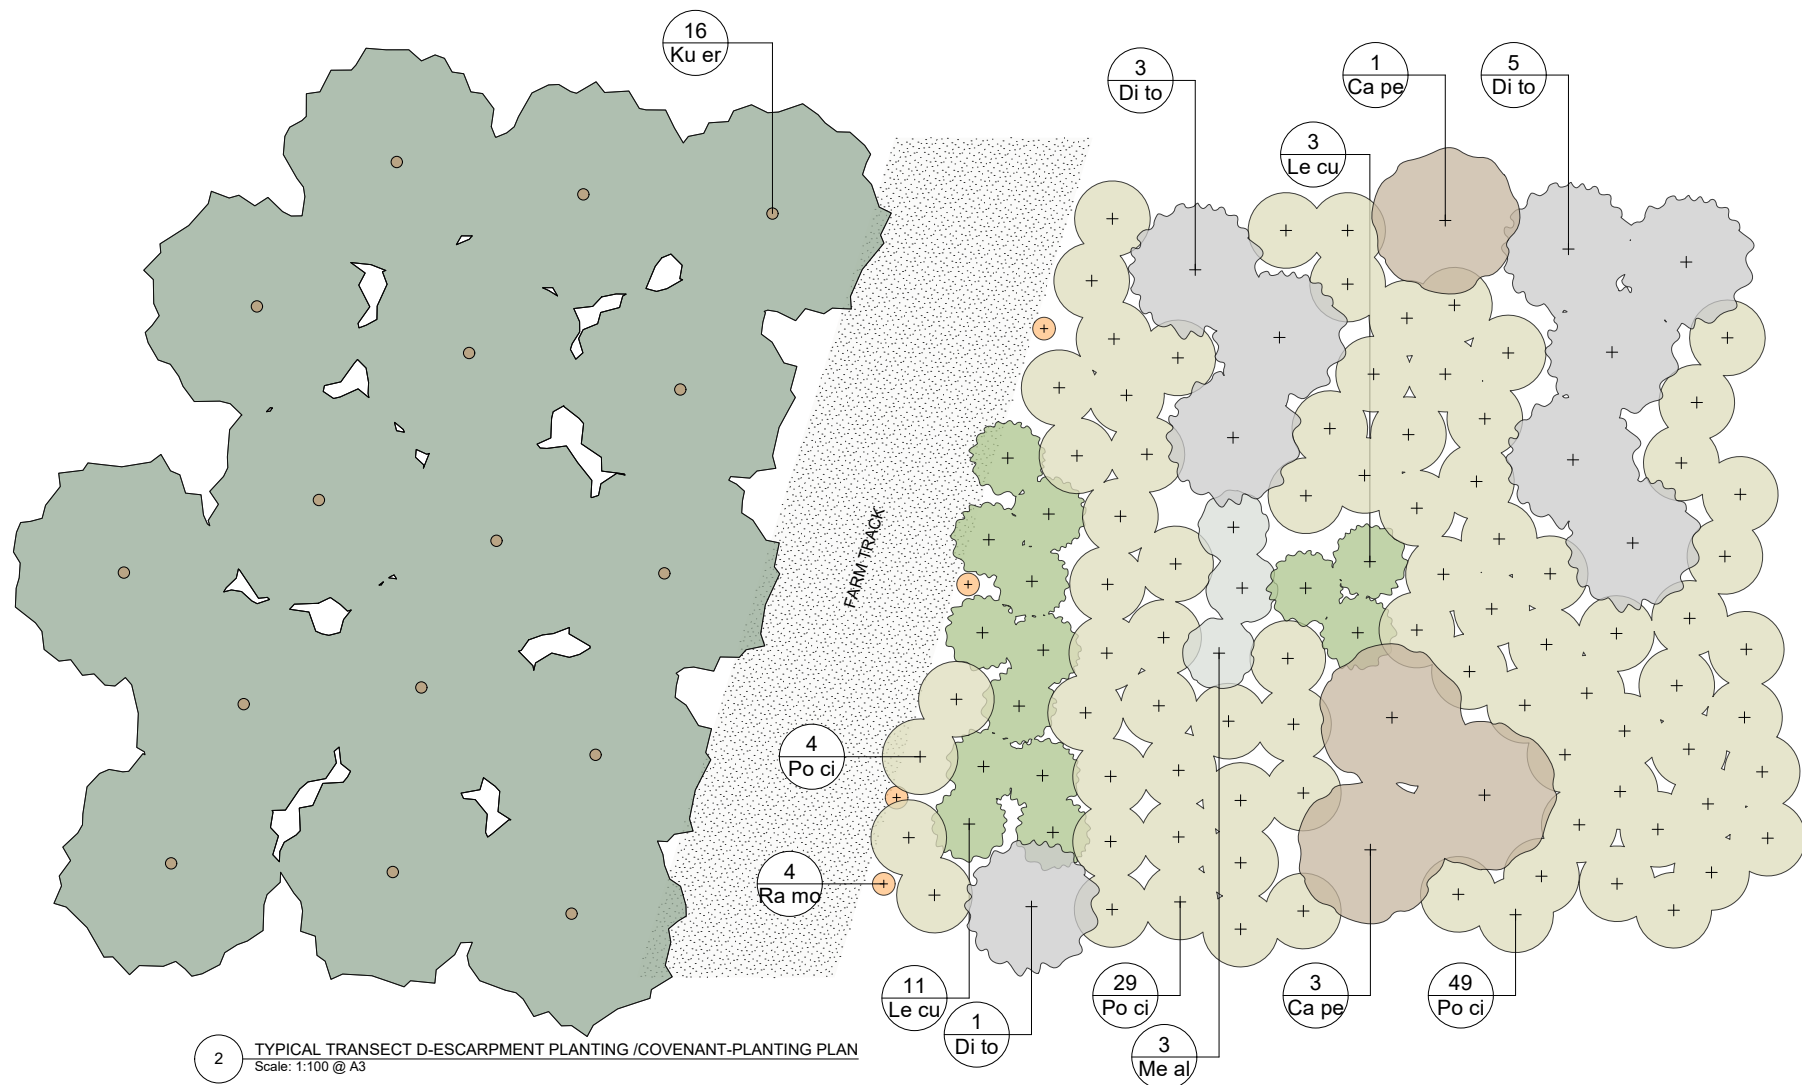 16
Ku er
3
Di to
1
Ca pe
5
Di to
3
Le cu
FARM TRACK
4
Po ci
4
Ra mo
11
Le cu
1
Di to
29
Po ci
3
Me al
3
Ca pe
49
Po ci
2
TYPICAL TRANSECT D-ESCARPMENT PLANTING /COVENANT-PLANTING PLAN
Scale: 1:100 @ A3